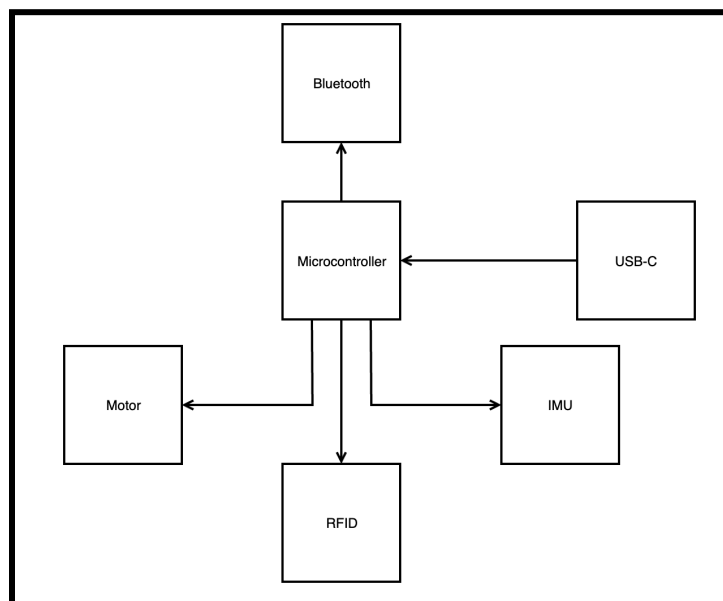 Bluetooth
Microcontroller
USB-C
Motor
IMU
RFID